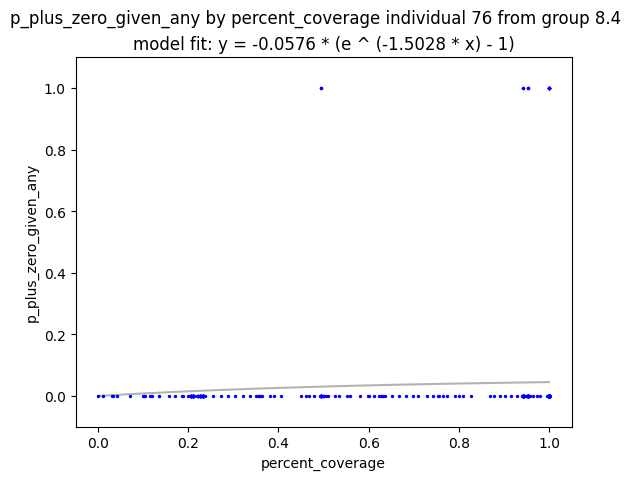 p_plus_zero_given_any by percent_coverage individual 76 from group 8.4
model fit: y = -0.0576 * (e ^ (-1.5028 * x) - 1)
1.0
0.8
0.6
0.4
0.2
0.0
p_plus_zero_given_any
0.0 0.2 0.4 0.6 0.8 1.0
percent_coverage